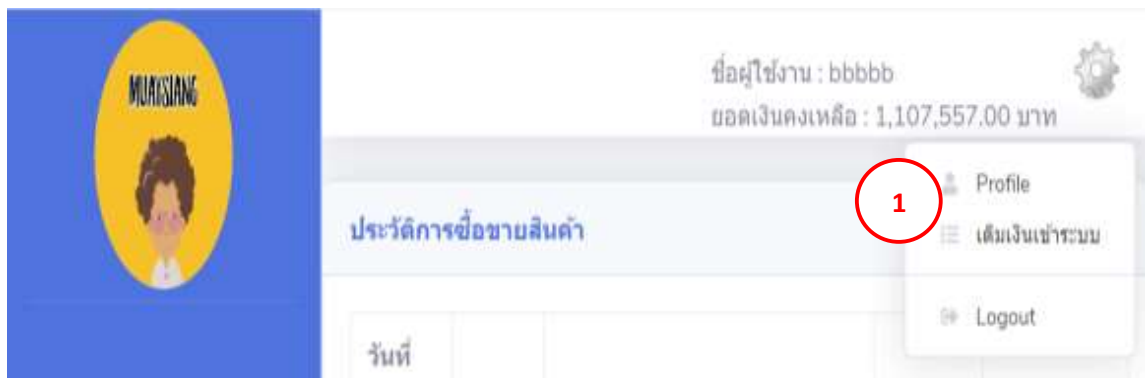 MUAYSIANG
ชื่อผู้ใช้งาน : bbbbb
ยอดเงินคงเหลือ : 1,107,557.00 บาท
1
Profile
ประวัติการซื้อขายสินค้า
เติมเงินเข้าระบบ
Logout
วันที่